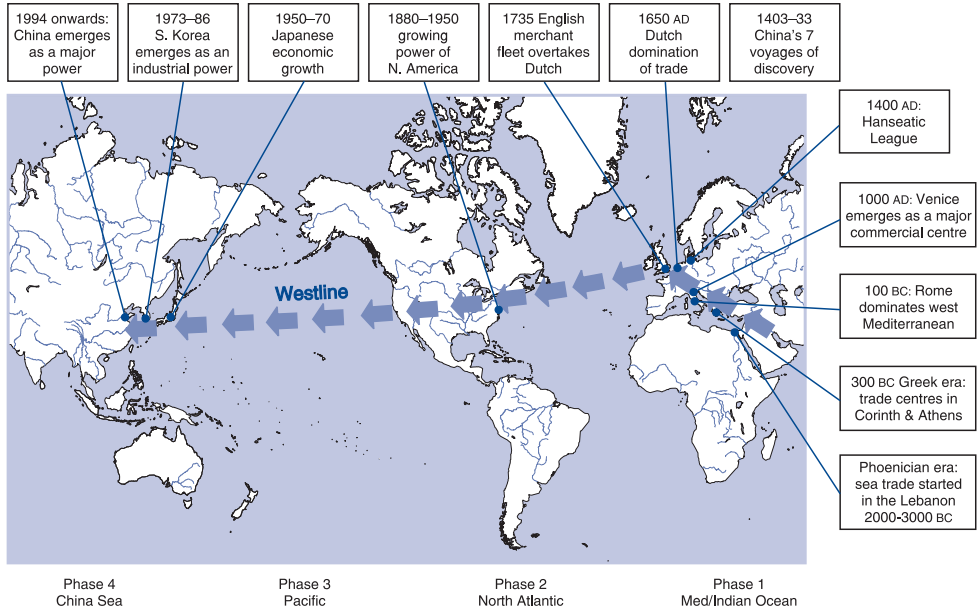 1994 onwards:
China emerges
as a major
power
1973–86
S. Korea
emerges as an
industrial power
1950–70
Japanese
economic
growth
1880–1950
growing
power of
N. America
1735 English
merchant
fleet overtakes
Dutch
1650 AD
Dutch
domination
of trade
1403–33
China's 7
voyages of
discovery
1400 AD:
Hanseatic
League
1000 AD: Venice
emerges as a major
commercial centre
Westline
100 BC: Rome
dominates west
Mediterranean
300 BC Greek era:
trade centres in
Corinth & Athens
Phoenician era:
sea trade started
in the Lebanon
2000-3000 BC
Phase 4
China Sea
Phase 3
Pacific
Phase 2
North Atlantic
Phase 1
Med/Indian Ocean